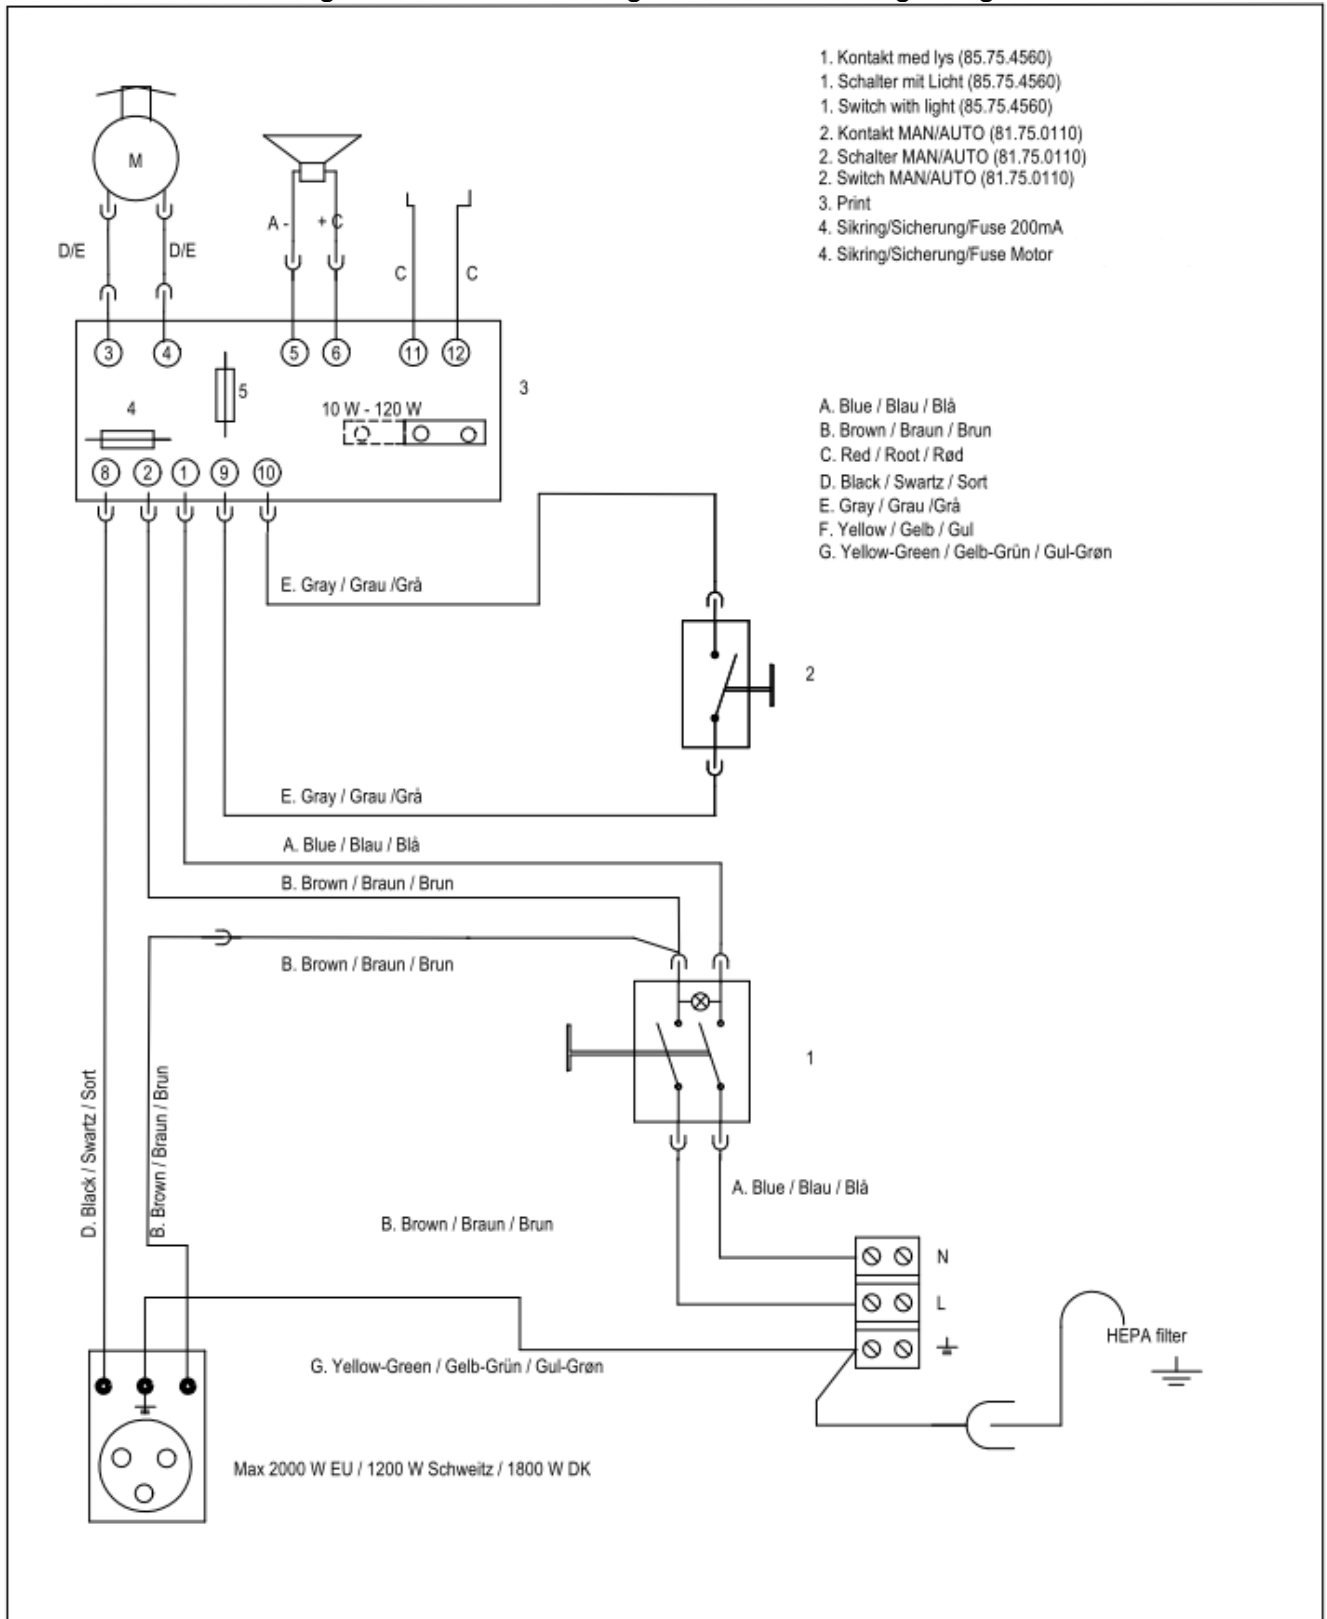 1. Kontakt med lys (85.75.4560)
1. Schalter mit Licht (85.75.4560)
1. Switch with light (85.75.4560)
2. Kontakt MAN/AUTO (81.75.0110)
2. Schalter MAN/AUTO (81.75.0110)
2. Switch MAN/AUTO (81.75.0110)
3. Print
4. Sikring/Sicherung/Fuse 200mA
4. Sikring/Sicherung/Fuse Motor
M
A -
+ C
D/E
D/E
C
C
3
4
5
6
11
12
3
5
4
10 W - 120 W
8
2
1
9
10
A. Blue / Blau / Blå
B. Brown / Braun / Brun
C. Red / Root / Rød
D. Black / Swartz / Sort
E. Gray / Grau /Grå
F. Yellow / Gelb / Gul
G. Yellow-Green / Gelb-Grün / Gul-Grøn
E. Gray / Grau /Grå
2
E. Gray / Grau /Grå
A. Blue / Blau / Blå
B. Brown / Braun / Brun
B. Brown / Braun / Brun
1
D. Black / Swartz / Sort
B. Brown / Braun / Brun
A. Blue / Blau / Blå
B. Brown / Braun / Brun
N
L
HEPA filter
G. Yellow-Green / Gelb-Grün / Gul-Grøn
Max 2000 W EU / 1200 W Schweitz / 1800 W DK